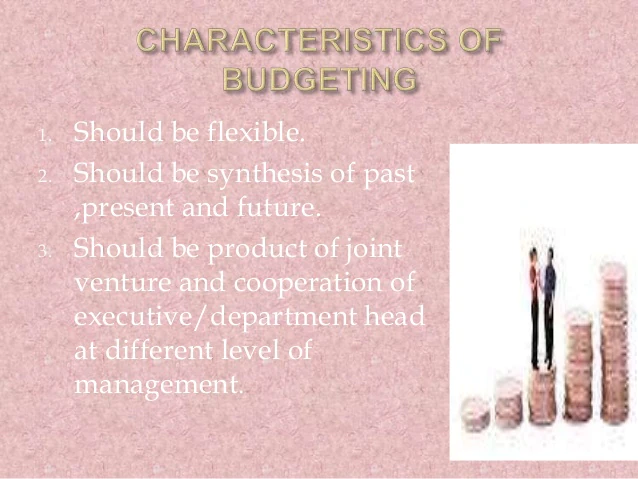 CHARACTERISTICS OF
BUDGETING
1. Should be flexible.
2. Should be synthesis of past
,present and future.
3. Should be product of joint
venture and cooperation of
executive/department head
at different level of
management.